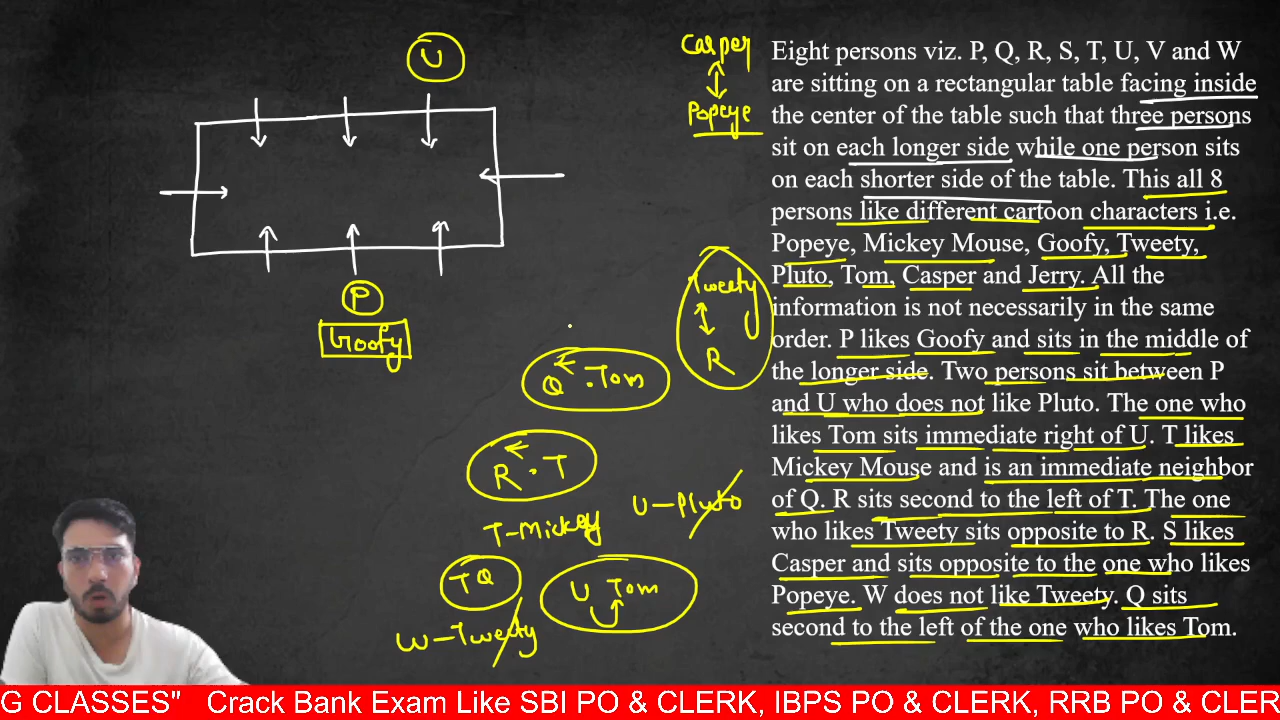 U
Casper
Popeye
Eight persons viz. P, Q, R, S, T, U, V and W
are sitting on a rectangular table facing inside
the center of the table such that three persons
sit on each longer side while one person sits
on each shorter side of the table. This all 8
persons like different cartoon characters i.e.
Popeye, Mickey Mouse, Goofy, Tweety,
Pluto, Tom, Casper and Jerry. All the
information is not necessarily in the same
order. P likes Goofy and sits in the middle of
the longer side. Two persons sit between P
and U who does not like Pluto. The one who
likes Tom sits immediate right of U. T likes
Mickey Mouse and is an immediate neighbor
of Q. R sits second to the left of T. The one
who likes Tweety sits opposite to R. S likes
Casper and sits opposite to the one who likes
Popeye. W does not like Tweety. Q sits
second to the left of the one who likes Tom.
P
Goofy
Tweety
R
Q . Tom
R . T
T-Mickey
U-Pluto
TQ
U Tom
W-Tweety
G CLASSES" Crack Bank Exam Like SBI PO & CLERK, IBPS PO & CLERK, RRB PO & CLER